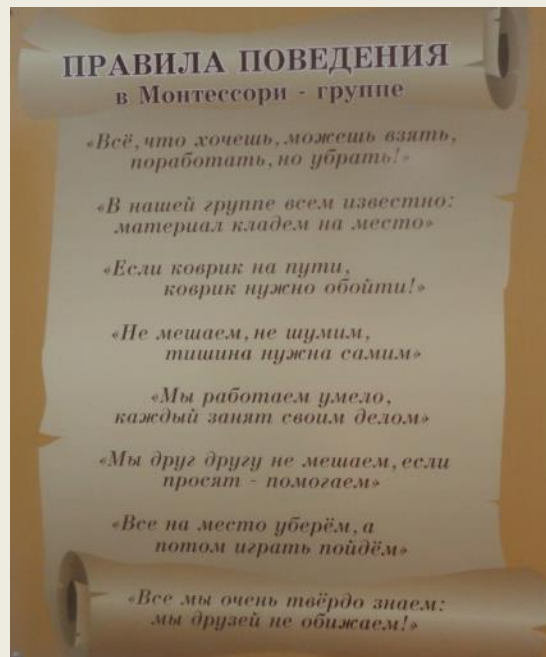 ПРАВИЛА ПОВЕДЕНИЯ
в Монтессори - группе
«Всё, что хочешь, можешь взять,
поработать, но убрать!»
«В нашей группе всем известно:
материал кладем на место»
«Если коврик на пути,
коврик нужно обойти!»
«Не мешаем, не шумим,
тишина нужна самим»
«Мы работаем умело,
каждый занят своим делом»
«Мы друг другу не мешаем, если
просят - помогаем»
«Все на место уберём, а
потом играть пойдём»
«Все мы очень твёрдо знаем:
мы друзей не обижаем!»